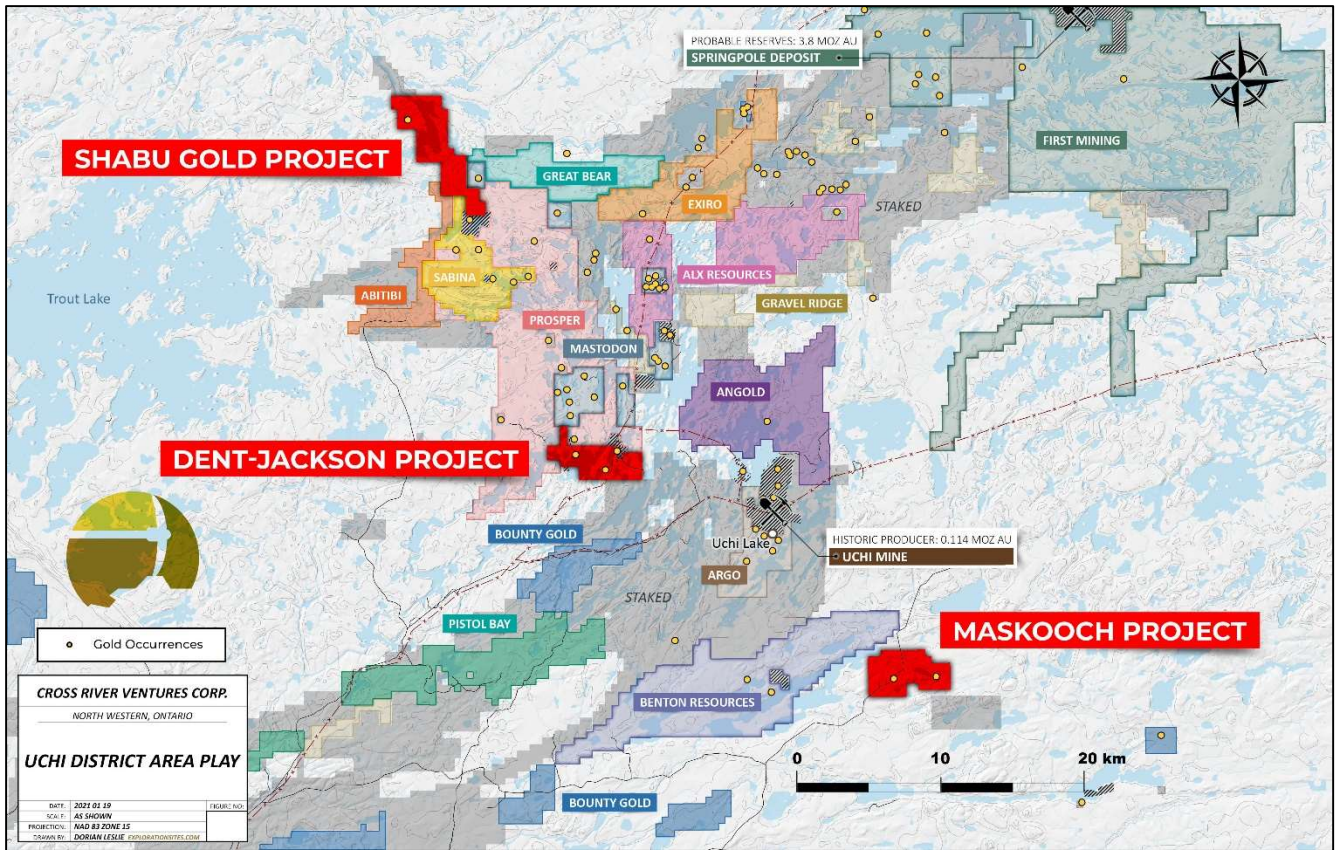 PROBABLE RESERVES: 3.8 MOZ AU
SPRINGPOLE DEPOSIT
SHABU GOLD PROJECT
GREAT BEAR
FIRST MINING
EXIRO
STAKED
ALX RESOURCES
SABINA
ABITIBI
Trout Lake
GRAVEL RIDGE
PROSPER
MASTODON
ANGOLD
DENT-JACKSON PROJECT
BOUNTY GOLD
Uchi Lake
HISTORIC PRODUCER: 0.114 MOZ AU
UCHI MINE
ARGO
STAKED
PISTOL BAY
MASKOOCH PROJECT
Gold Occurrences
BENTON RESOURCES
CROSS RIVER VENTURES CORP.
NORTH WESTERN, ONTARIO
UCHI DISTRICT AREA PLAY
0 10 20 km
BOUNTY GOLD
DATE: 2021 01 19 FIGURE NO:
SCALE: AS SHOWN
PROJECTION: NAD 83 ZONE 15
DRAWN BY: DORIAN LESLIE EXPLORATIONSITES.COM